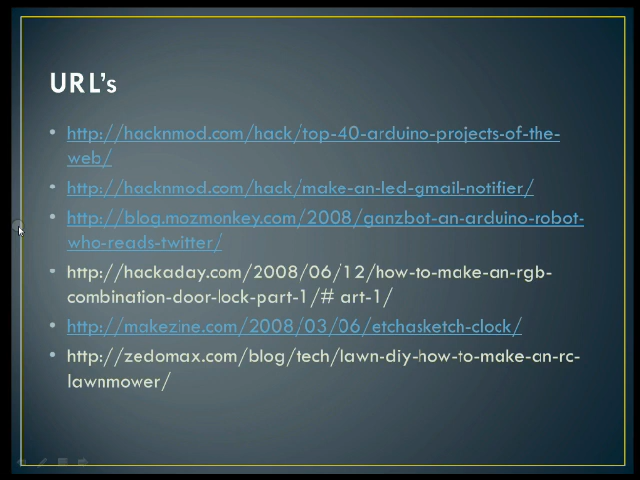 URL's
• http://hacknmod.com/hack/top-40-arduino-projects-of-the-
web/
• http://hacknmod.com/hack/make-an-led-gmail-notifier/
• http://blog.mozmonkey.com/2008/ganzbot-an-arduino-robot-
who-reads-twitter/
• http://hackaday.com/2008/06/12/how-to-make-an-rgb-
combination-door-lock-part-1/# art-1/
• http://makezine.com/2008/03/06/etchasketch-clock/
• http://zedomax.com/blog/tech/lawn-diy-how-to-make-an-rc-
lawnmower/